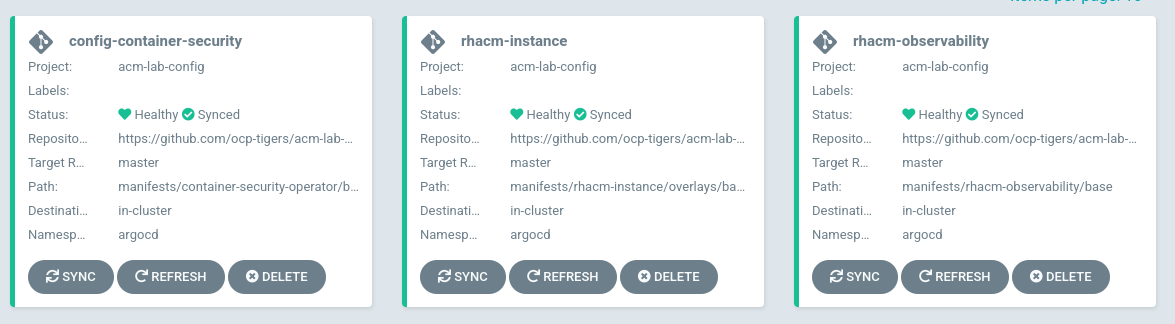 config-container-security
Project: acm-lab-config
Labels:
Status: Healthy Synced
Reposito... https://github.com/ocp-tigers/acm-lab-...
Target R... master
Path: manifests/container-security-operator/b...
Destinati... in-cluster
Namesp... argocd
SYNC REFRESH DELETE
rhacm-instance
Project: acm-lab-config
Labels:
Status: Healthy Synced
Reposito... https://github.com/ocp-tigers/acm-lab-...
Target R... master
Path: manifests/rhacm-instance/overlays/ba...
Destinati... in-cluster
Namesp... argocd
SYNC REFRESH DELETE
rhacm-observability
Project: acm-lab-config
Labels:
Status: Healthy Synced
Reposito... https://github.com/ocp-tigers/acm-lab-...
Target R... master
Path: manifests/rhacm-observability/base
Destinati... in-cluster
Namesp... argocd
SYNC REFRESH DELETE